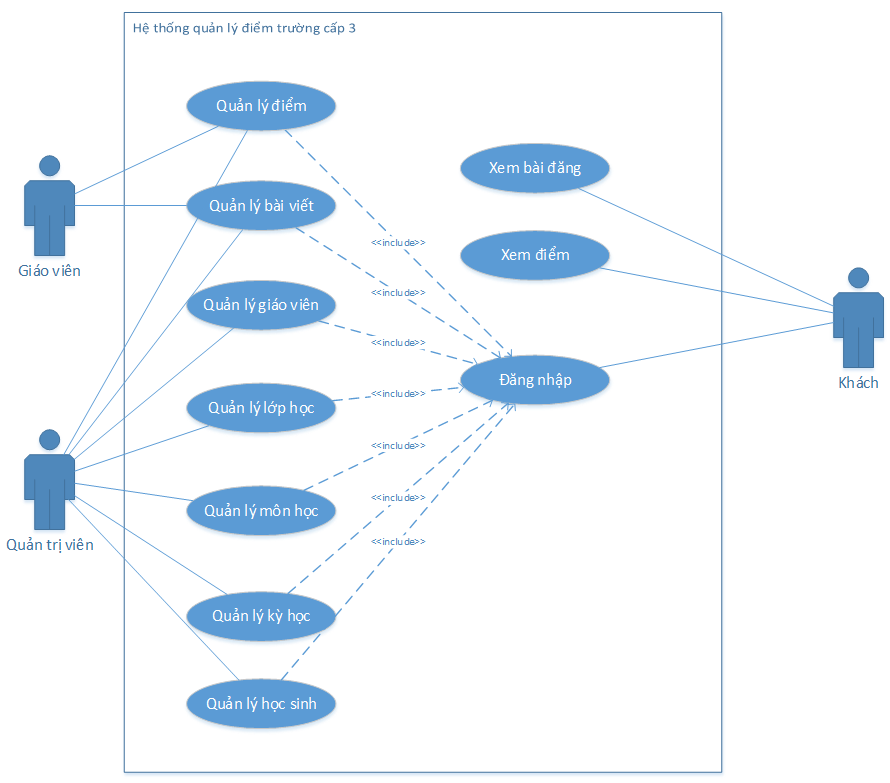 Hệ thống quản lý điểm trường cấp 3
Quản lý điểm
Xem bài đăng
Quản lý bài viết
<<include>>
Xem điểm
Giáo viên
<<include>>
Quản lý giáo viên
<<include>>
Đăng nhập
Khách
<<include>>
Quản lý lớp học
<<include>>
<<include>>
Quản lý môn học
<<include>>
Quản trị viên
Quản lý kỳ học
Quản lý học sinh